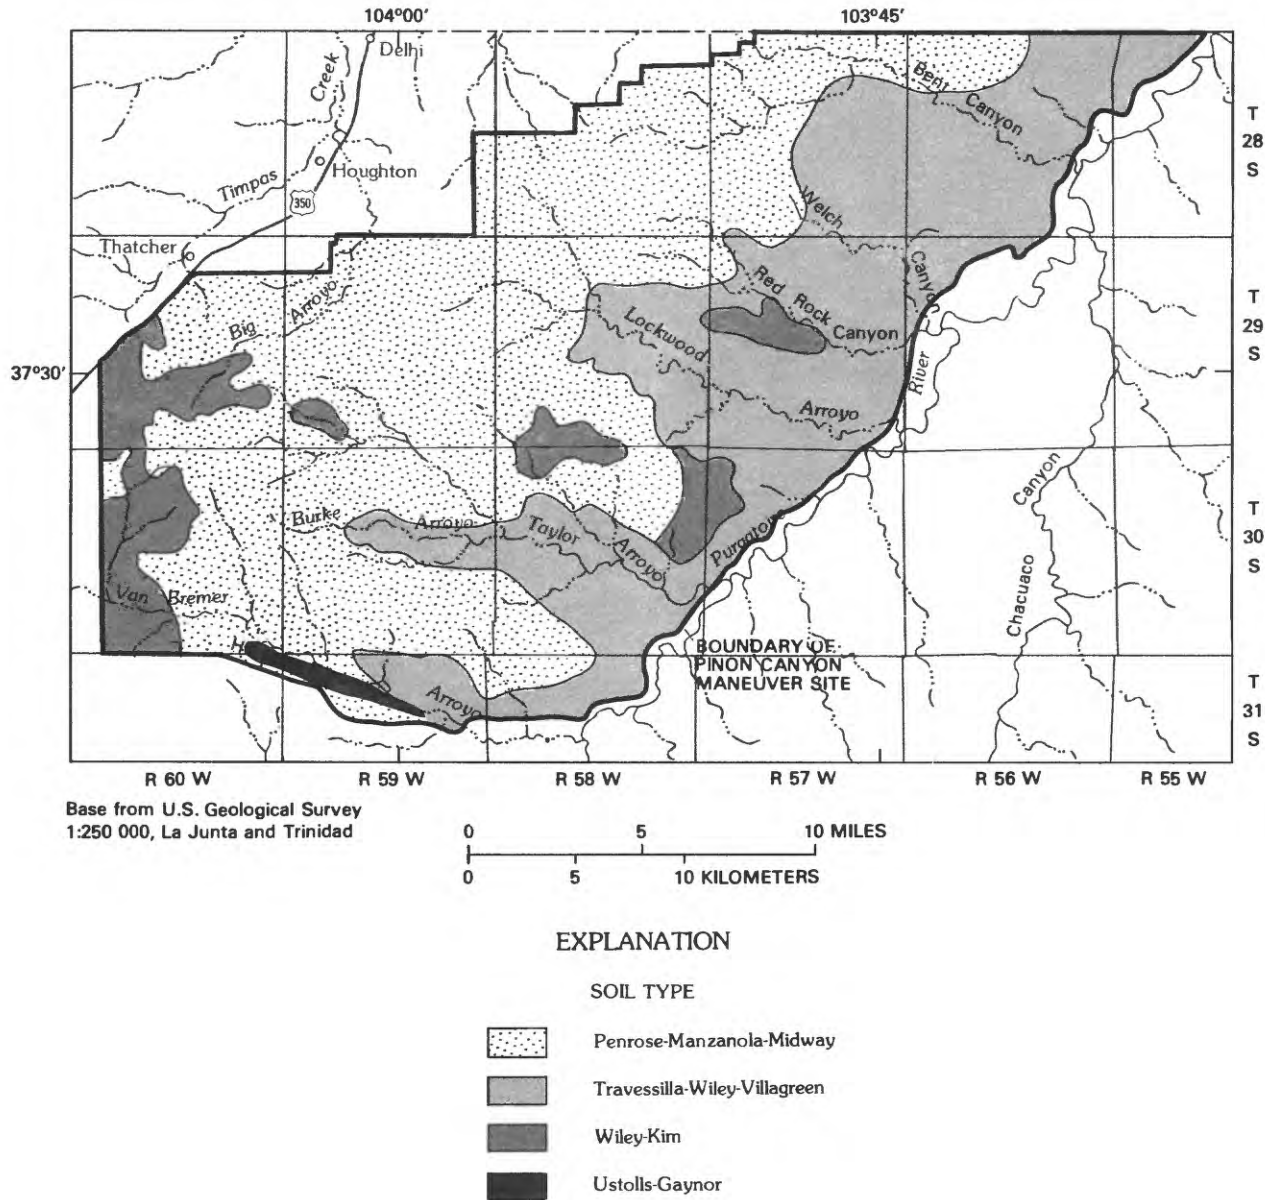 104°00'
103°45'
Delhi
Creek
Bent Canyon
T
28
S
Houghton
Timpas
350
Welch
Thatcher
Canyon
Red Rock Canyon
Big Arroyo
T
29
S
Lockwood
37°30'
River
Arroyo
Canyon
Burke Arroyo
Taylor
Arroyo
Purgatoire
T
30
S
Chacuaco
Van Bremer
BOUNDARY OF
PINON CANYON
MANEUVER SITE
Arroyo
T
31
S
R 60 W
R 59 W
R 58 W
R 57 W
R 56 W
R 55 W
Base from U.S. Geological Survey
1:250 000, La Junta and Trinidad
0 5 10 MILES
0 5 10 KILOMETERS
EXPLANATION
SOIL TYPE
Penrose-Manzanola-Midway
Travessilla-Wiley-Villagreen
Wiley-Kim
Ustolls-Gaynor